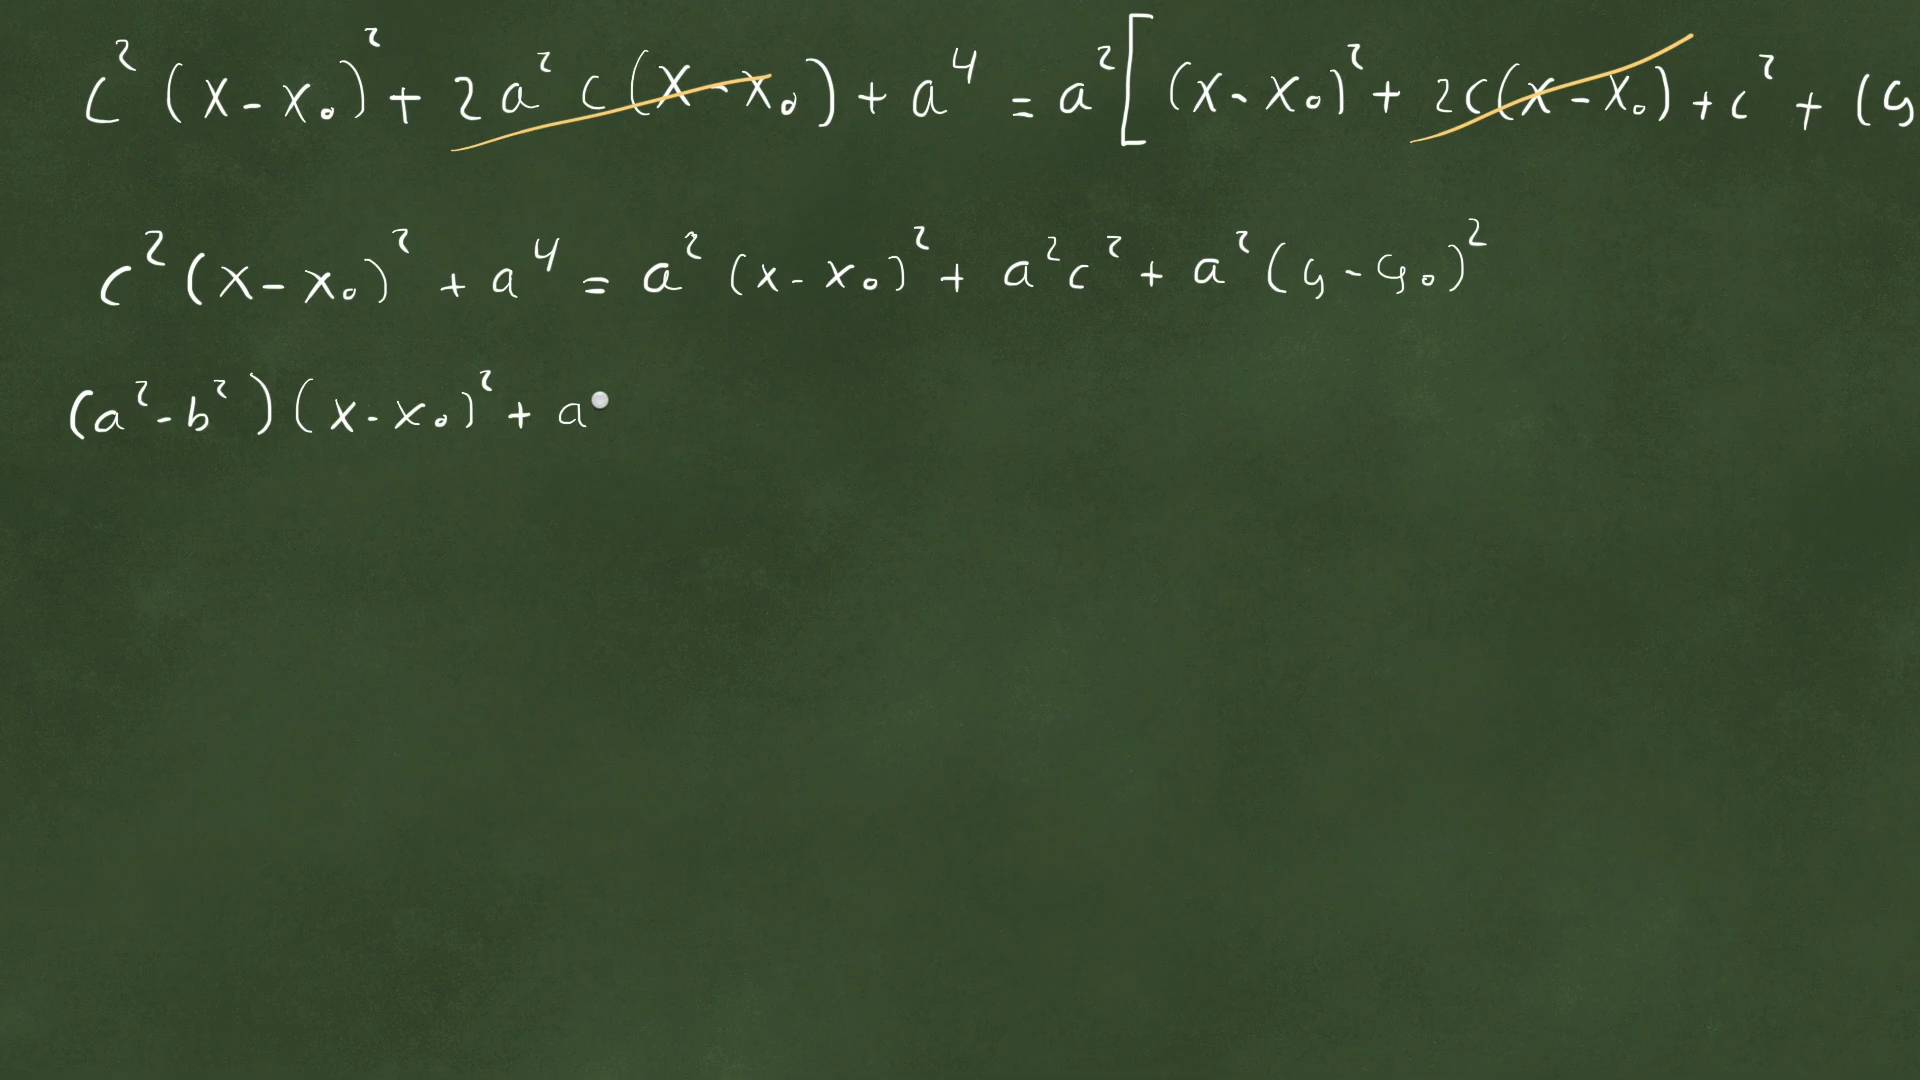 c² (x - x₀)² + 2a² c(x - x₀) + a⁴ = a² [(x - x₀)² + 2c(x - x₀) + c² + (y
c² (x - x₀)² + a⁴ = a² (x - x₀)² + a²c² + a² (y - y₀)²
(a² - b²)(x - x₀)² + a